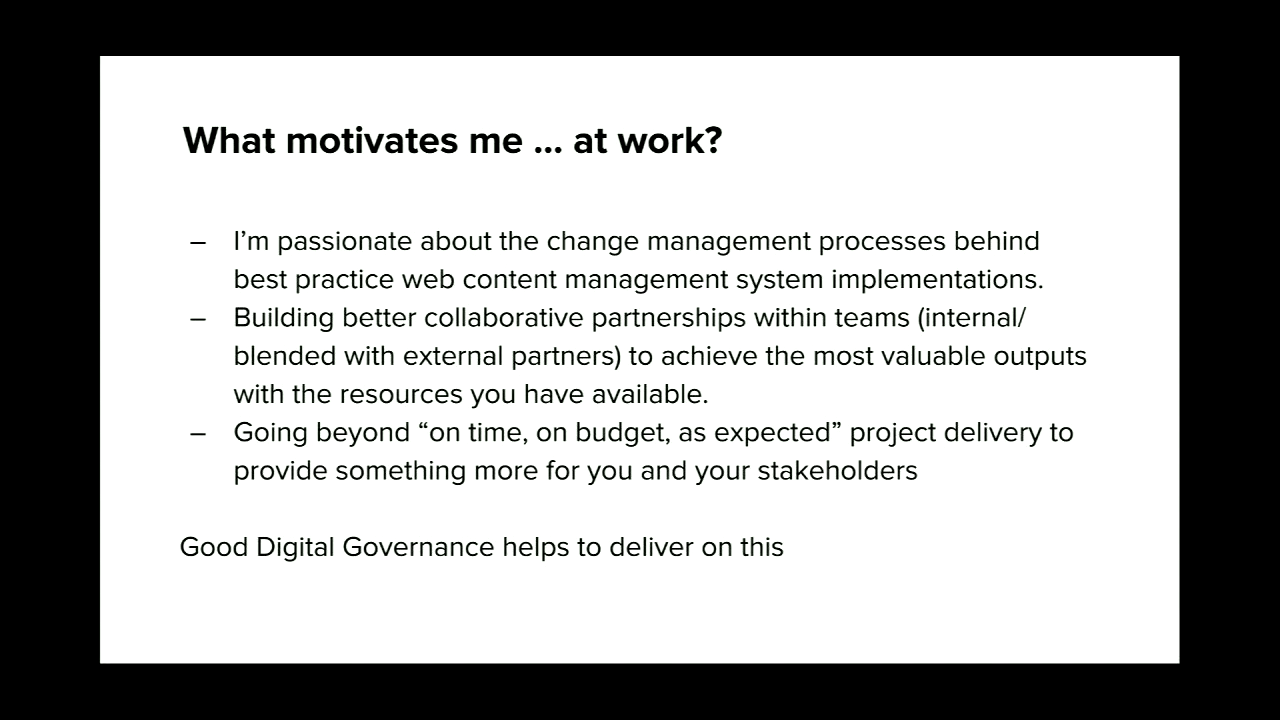 What motivates me ... at work?
– I’m passionate about the change management processes behind
best practice web content management system implementations.
– Building better collaborative partnerships within teams (internal/
blended with external partners) to achieve the most valuable outputs
with the resources you have available.
– Going beyond “on time, on budget, as expected” project delivery to
provide something more for you and your stakeholders
Good Digital Governance helps to deliver on this